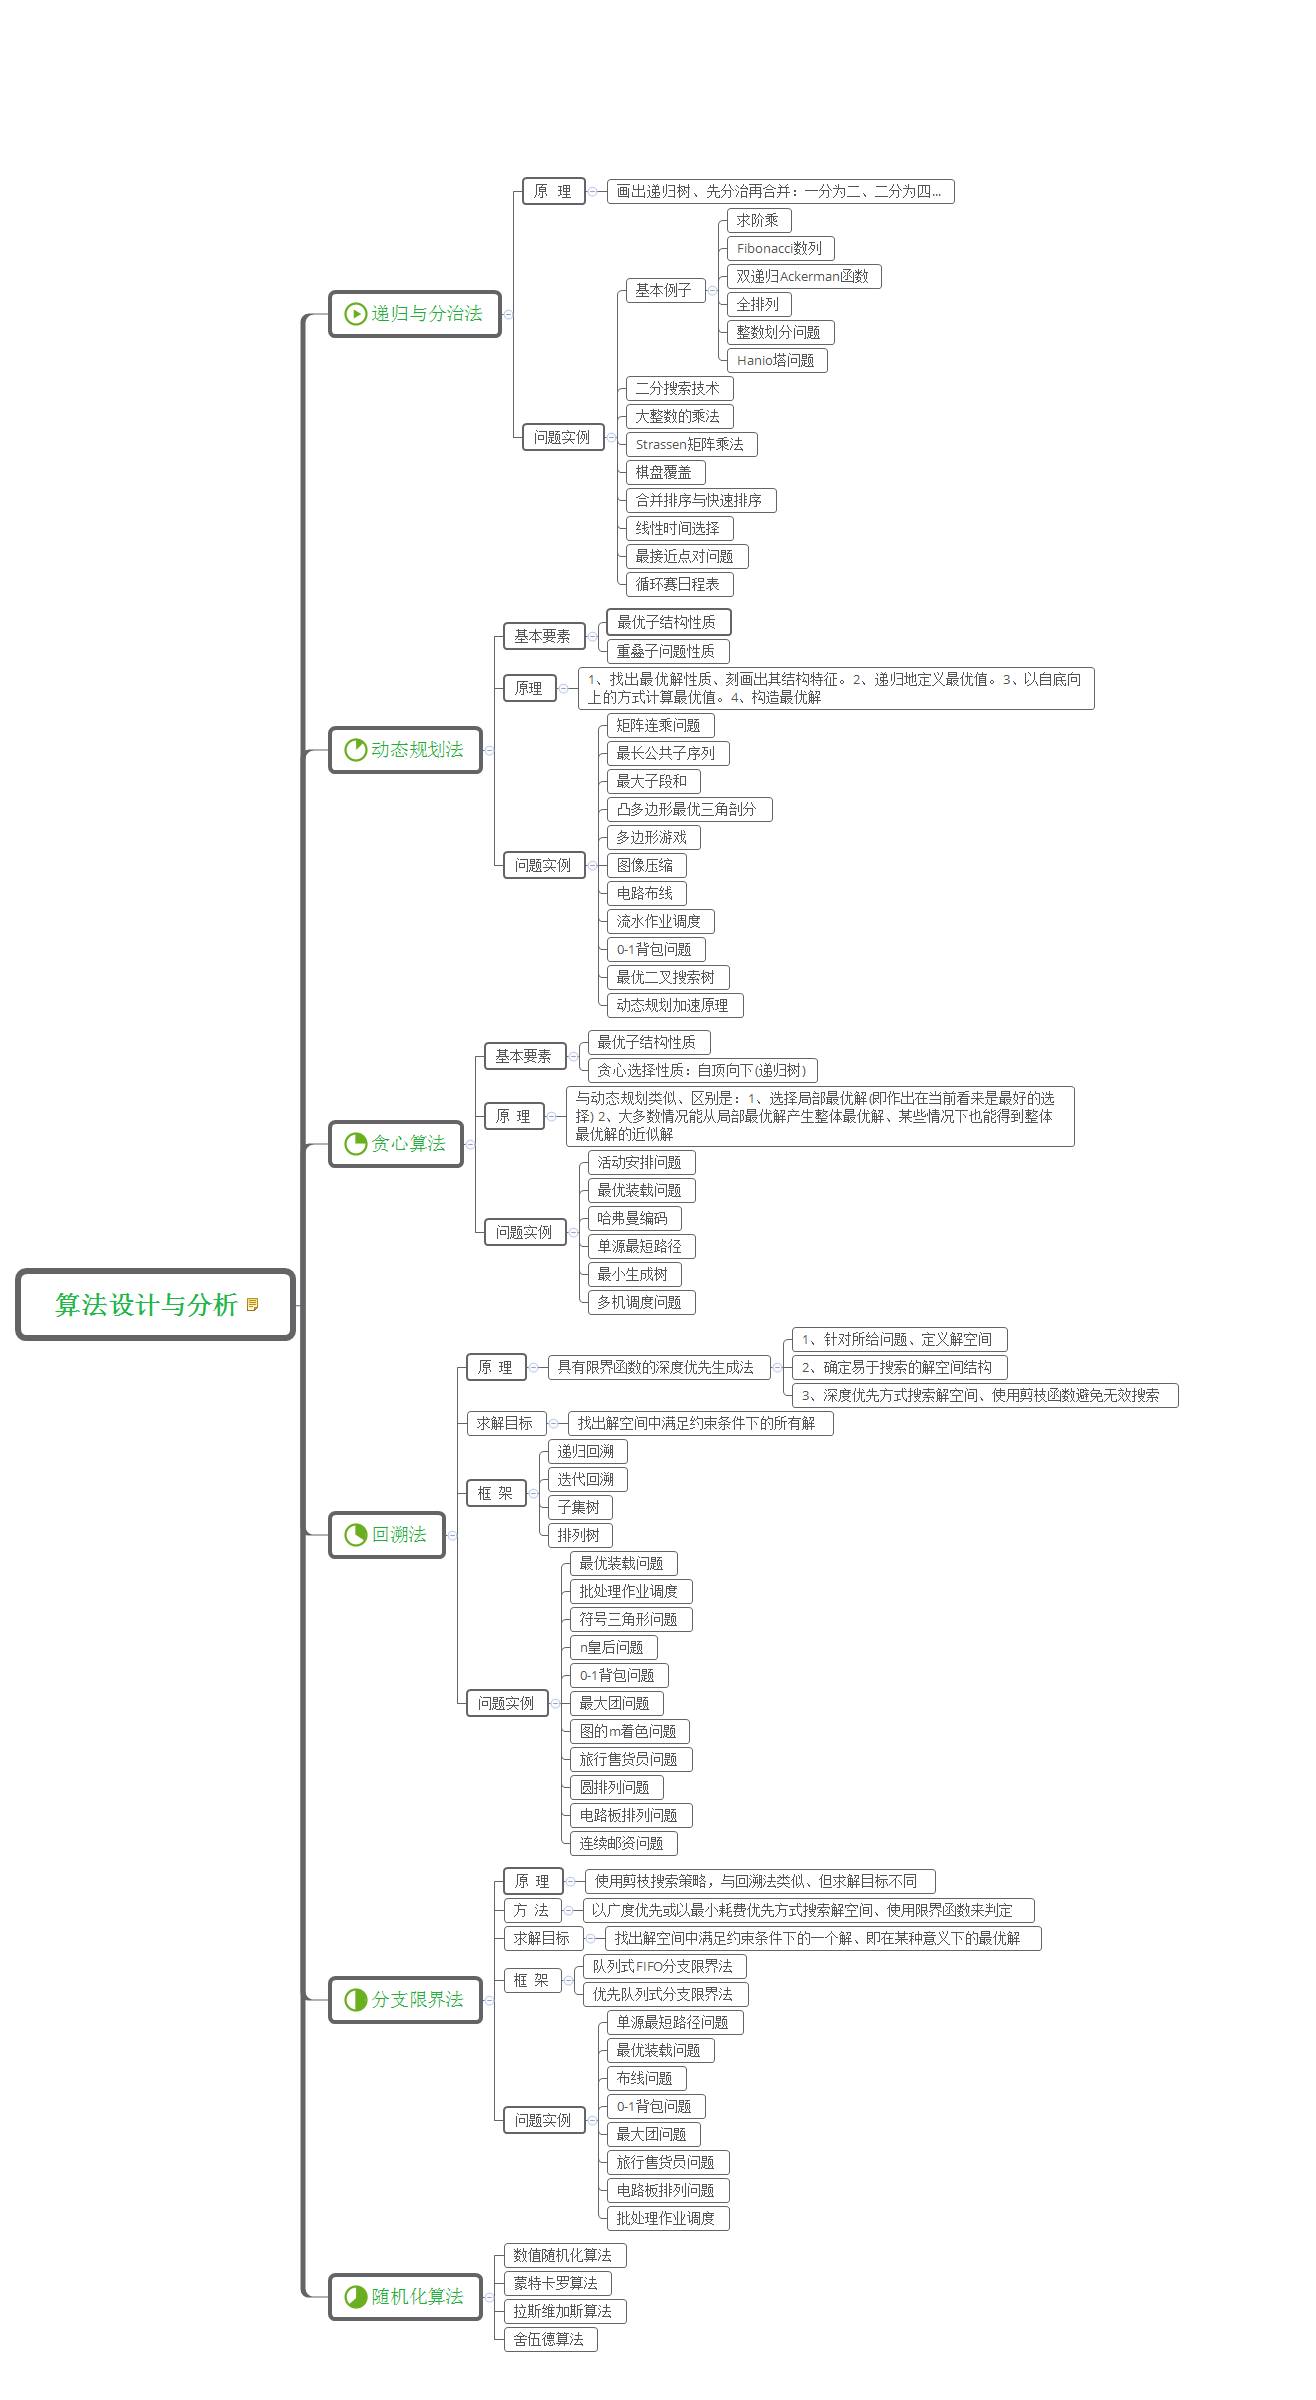 算法设计与分析
递归与分治法
原 理
画出递归树、先分治再合并：一分为二、二分为四...
问题实例
基本例子
求阶乘
Fibonacci数列
双递归Ackerman函数
全排列
整数划分问题
Hanio塔问题
二分搜索技术
大整数的乘法
Strassen矩阵乘法
棋盘覆盖
合并排序与快速排序
线性时间选择
最接近点对问题
循环赛日程表
动态规划法
基本要素
最优子结构性质
重叠子问题性质
原理
1、找出最优解性质、刻画出其结构特征。2、递归地定义最优值。3、以自底向
上的方式计算最优值。4、构造最优解
问题实例
矩阵连乘问题
最长公共子序列
最大子段和
凸多边形最优三角剖分
多边形游戏
图像压缩
电路布线
流水作业调度
0-1背包问题
最优二叉搜索树
动态规划加速原理
贪心算法
基本要素
最优子结构性质
贪心选择性质：自顶向下(递归树)
原 理
与动态规划类似、区别是：1、选择局部最优解(即作出在当前看来是最好的选
择) 2、大多数情况能从局部最优解产生整体最优解、某些情况下也能得到整体
最优解的近似解
问题实例
活动安排问题
最优装载问题
哈弗曼编码
单源最短路径
最小生成树
多机调度问题
回溯法
原 理
具有限界函数的深度优先生成法
1、针对所给问题、定义解空间
2、确定易于搜索的解空间结构
3、深度优先方式搜索解空间、使用剪枝函数避免无效搜索
求解目标
找出解空间中满足约束条件下的所有解
框 架
递归回溯
迭代回溯
子集树
排列树
问题实例
最优装载问题
批处理作业调度
符号三角形问题
n皇后问题
0-1背包问题
最大团问题
图的m着色问题
旅行售货员问题
圆排列问题
电路板排列问题
连续邮资问题
分支限界法
原 理
使用剪枝搜索策略，与回溯法类似、但求解目标不同
方 法
以广度优先或以最小耗费优先方式搜索解空间、使用限界函数来判定
求解目标
找出解空间中满足约束条件下的一个解、即在某种意义下的最优解
框 架
队列式FIFO分支限界法
优先队列式分支限界法
问题实例
单源最短路径问题
最优装载问题
布线问题
0-1背包问题
最大团问题
旅行售货员问题
电路板排列问题
批处理作业调度
随机化算法
数值随机化算法
蒙特卡罗算法
拉斯维加斯算法
舍伍德算法